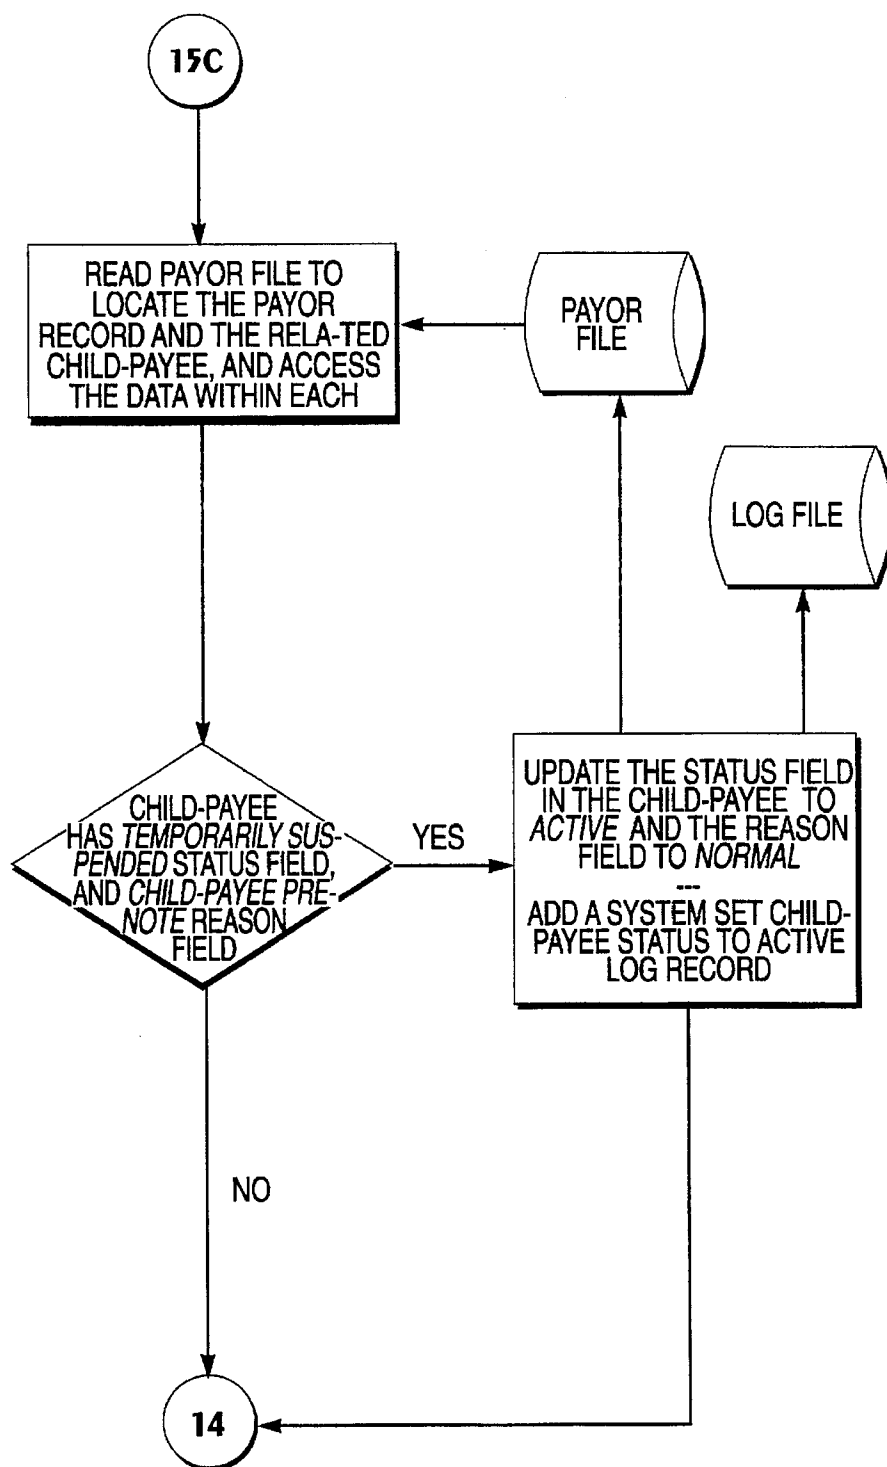 15C
READ PAYOR FILE TO
LOCATE THE PAYOR
RECORD AND THE RELA-TED
CHILD-PAYEE, AND ACCESS
THE DATA WITHIN EACH
PAYOR
FILE
LOG FILE
CHILD-PAYEE
HAS TEMPORARILY SUS-
PENDED STATUS FIELD,
AND CHILD-PAYEE PRE-
NOTE REASON
FIELD
YES
UPDATE THE STATUS FIELD
IN THE CHILD-PAYEE TO
ACTIVE AND THE REASON
FIELD TO NORMAL
---
ADD A SYSTEM SET CHILD-
PAYEE STATUS TO ACTIVE
LOG RECORD
NO
14